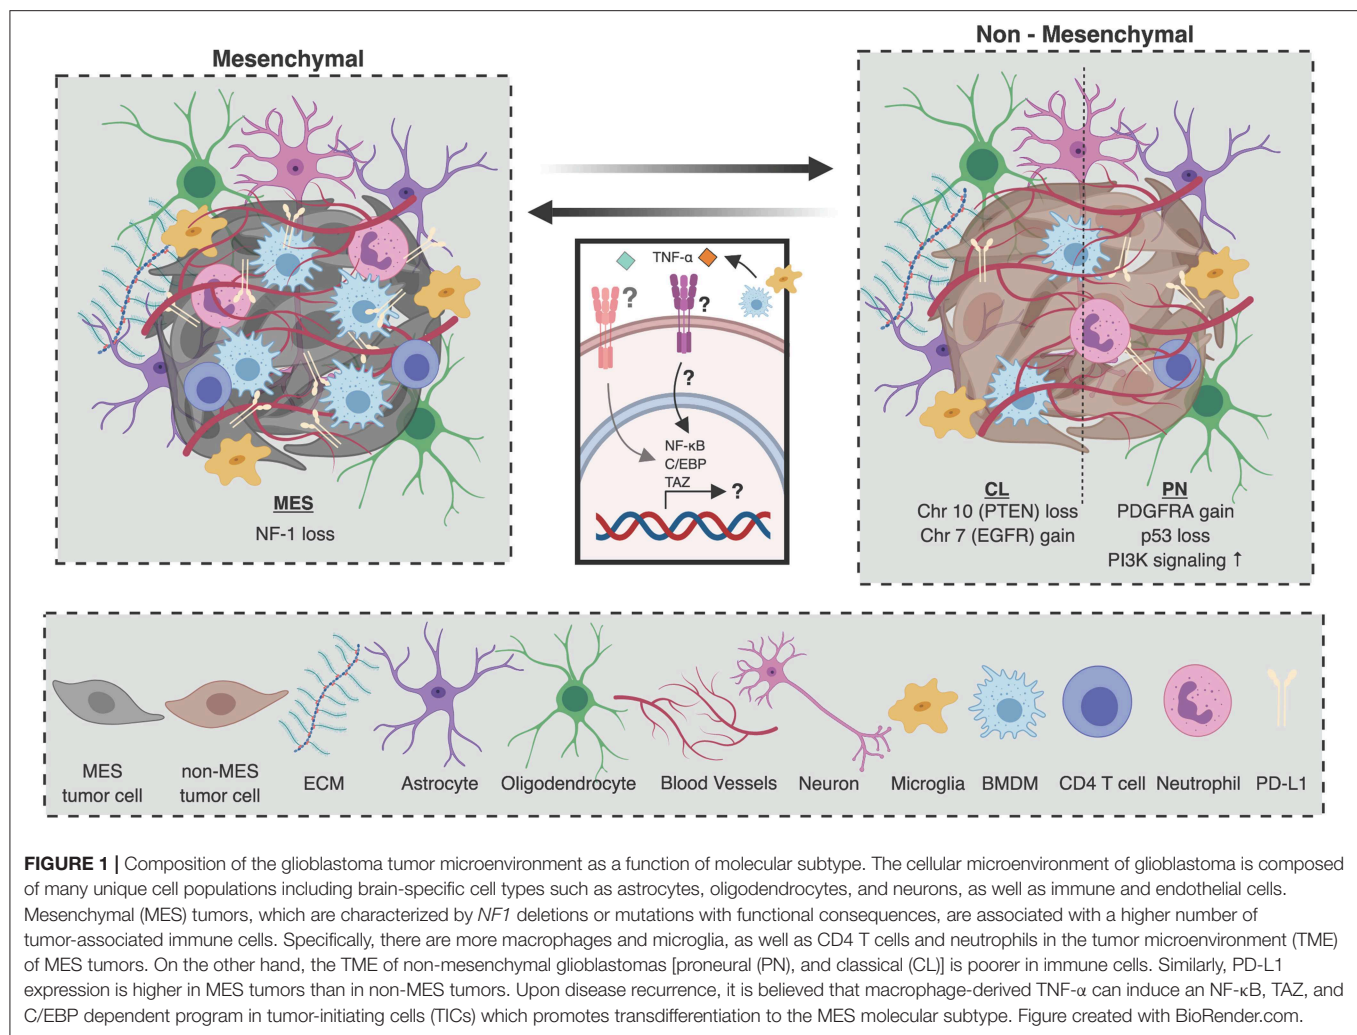 Mesenchymal
Non - Mesenchymal
TNF-α
?
?
?
NF-κB
C/EBP
TAZ
?
MES
NF-1 loss
CL
Chr 10 (PTEN) loss
Chr 7 (EGFR) gain
PN
PDGFRA gain
p53 loss
PI3K signaling ↑
MES
tumor cell
non-MES
tumor cell
ECM
Astrocyte
Oligodendrocyte
Blood Vessels
Neuron
Microglia
BMDM
CD4 T cell
Neutrophil
PD-L1
FIGURE 1 | Composition of the glioblastoma tumor microenvironment as a function of molecular subtype. The cellular microenvironment of glioblastoma is composed
of many unique cell populations including brain-specific cell types such as astrocytes, oligodendrocytes, and neurons, as well as immune and endothelial cells.
Mesenchymal (MES) tumors, which are characterized by NF1 deletions or mutations with functional consequences, are associated with a higher number of
tumor-associated immune cells. Specifically, there are more macrophages and microglia, as well as CD4 T cells and neutrophils in the tumor microenvironment (TME)
of MES tumors. On the other hand, the TME of non-mesenchymal glioblastomas [proneural (PN), and classical (CL)] is poorer in immune cells. Similarly, PD-L1
expression is higher in MES tumors than in non-MES tumors. Upon disease recurrence, it is believed that macrophage-derived TNF-α can induce an NF-κB, TAZ, and
C/EBP dependent program in tumor-initiating cells (TICs) which promotes transdifferentiation to the MES molecular subtype. Figure created with BioRender.com.